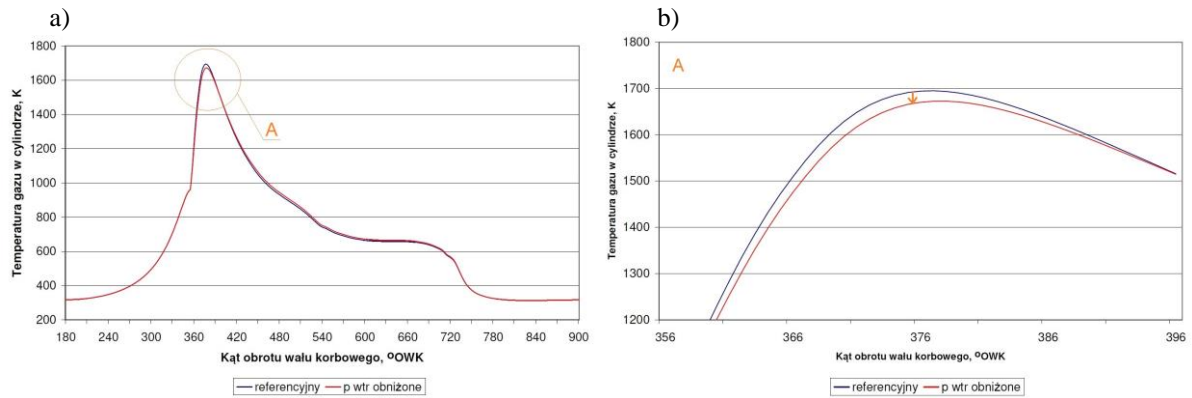 a)
b)
Temperatura gazu w cylindrze, K
1800
1600
1400
1200
1000
800
600
400
200
A
180 240 300 360 420 480 540 600 660 720 780 840 900
Kąt obrotu wału korbowego, ºOWK
referencyjny p wtr obniżone
Temperatura gazu w cylindrze, K
1800
1700
1600
1500
1400
1300
1200
A
356 366 376 386 396
Kąt obrotu wału korbowego, ºOWK
referencyjny p wtr obniżone